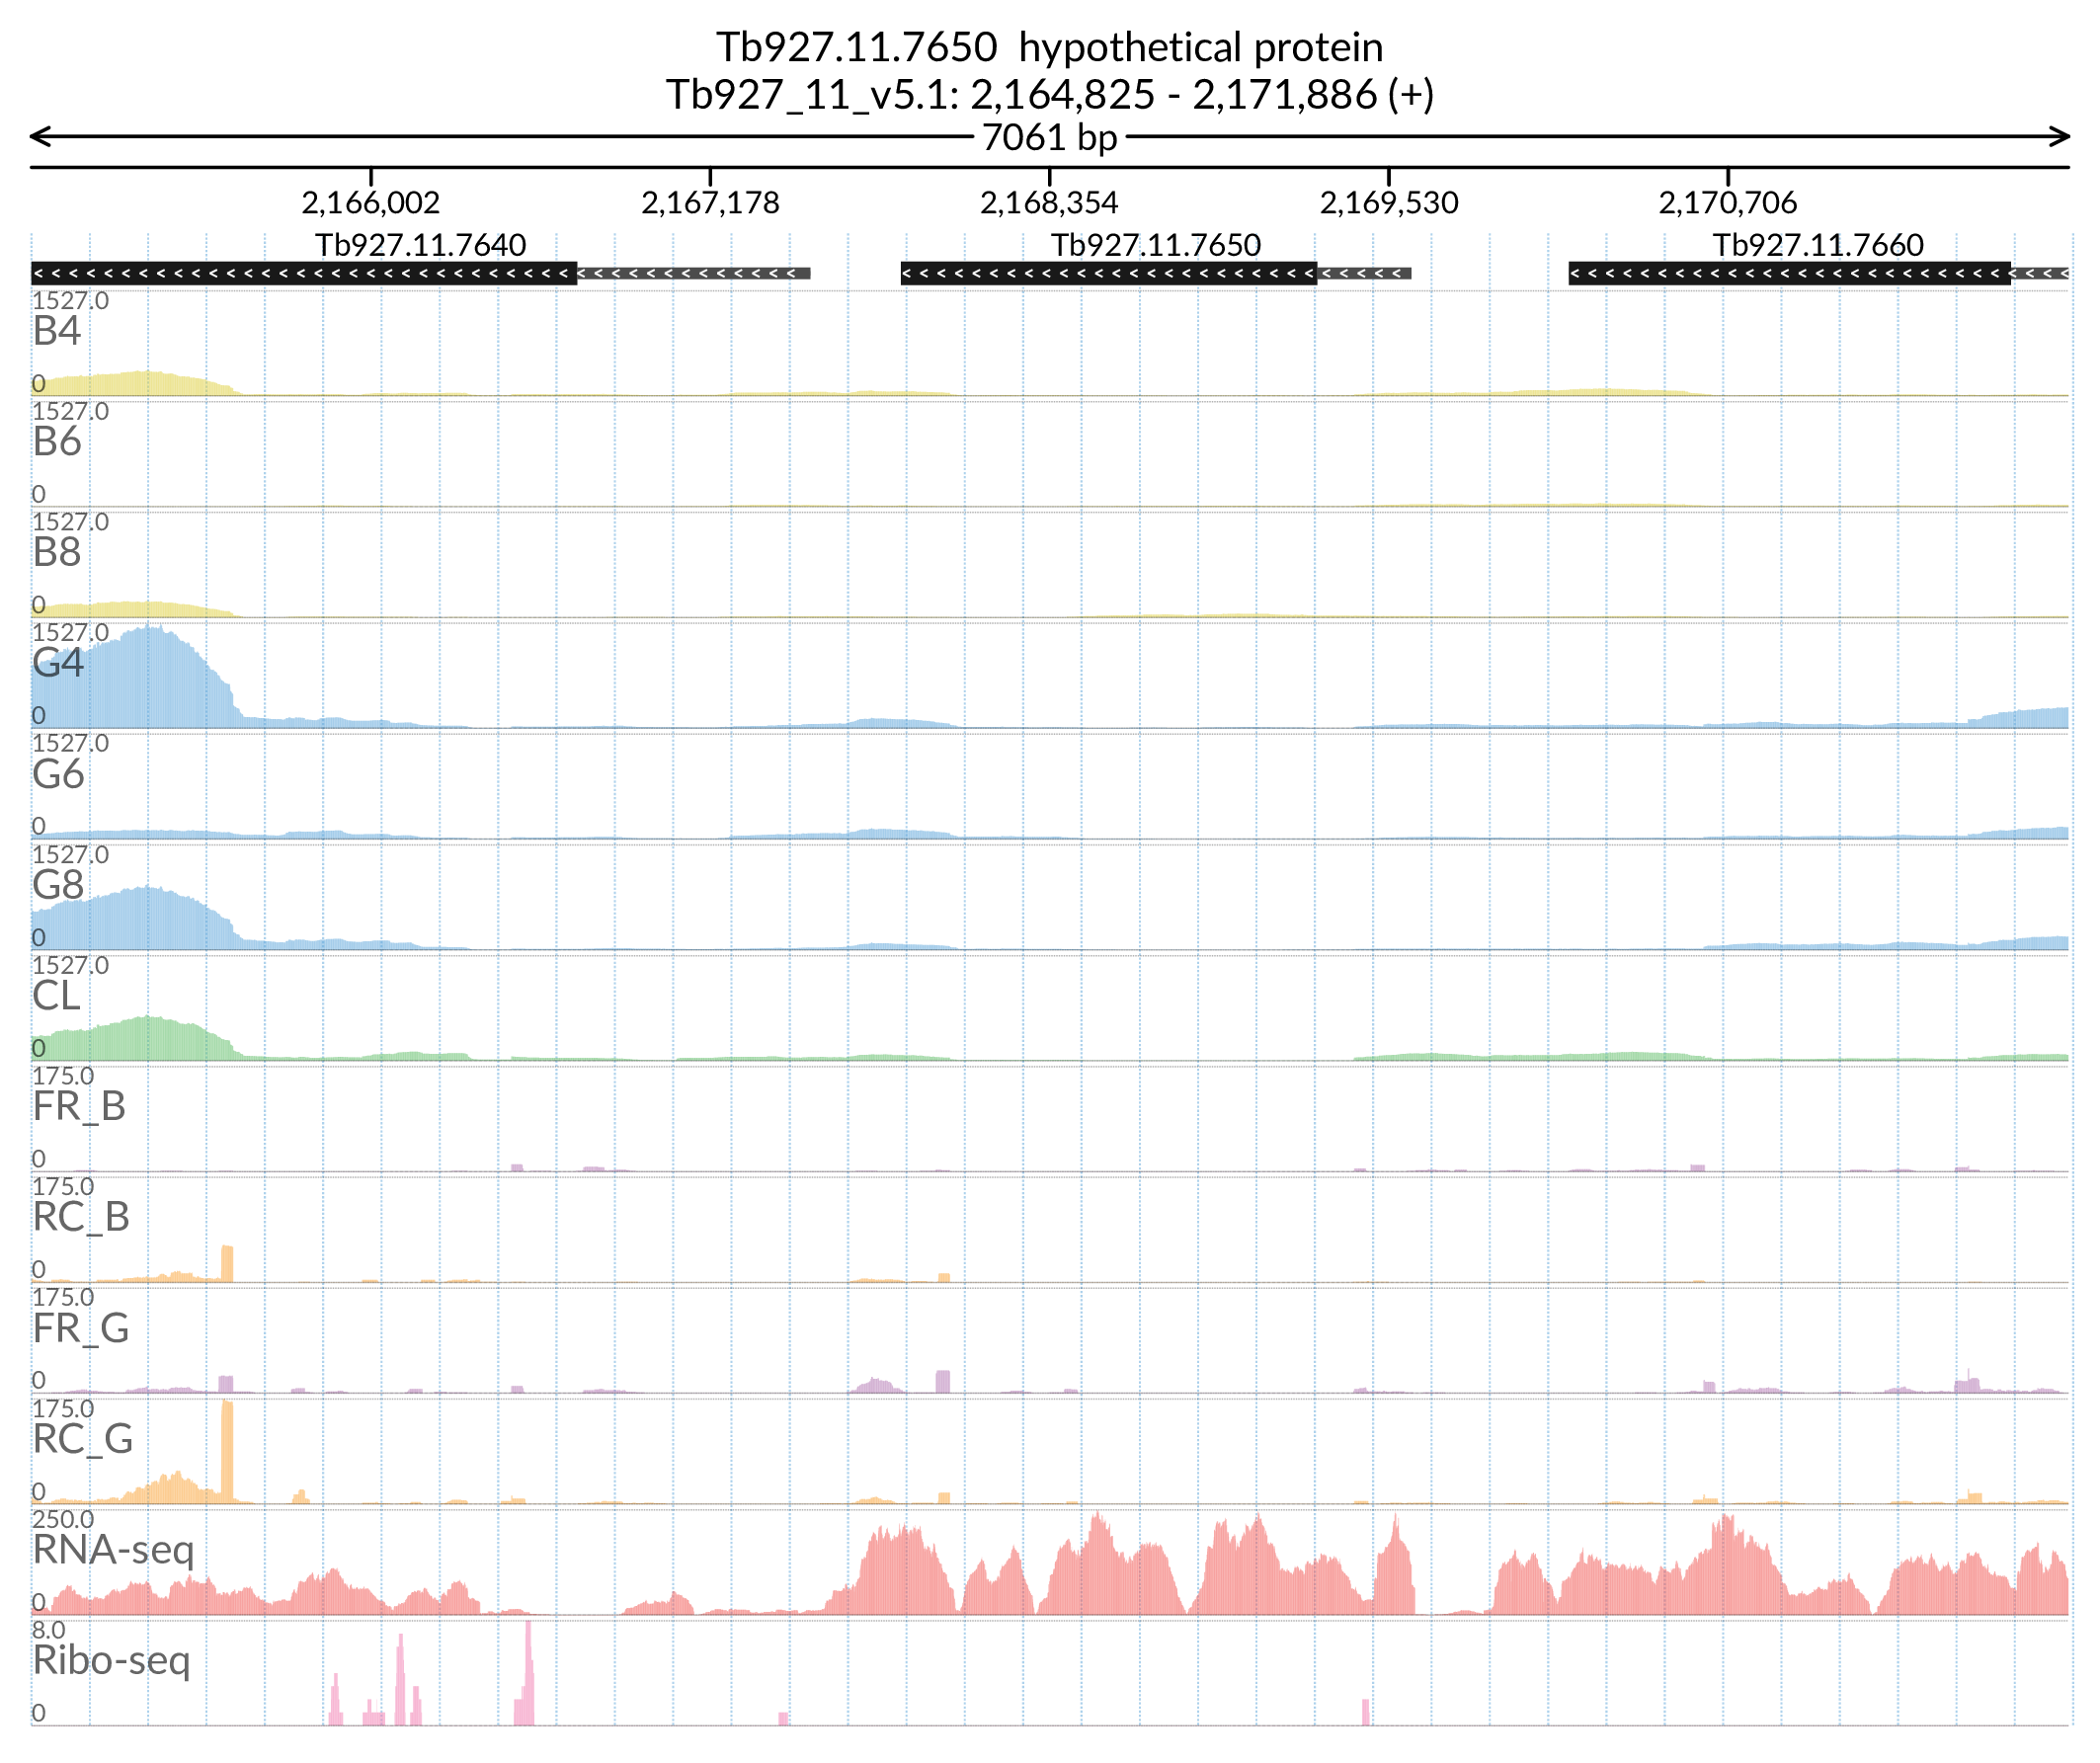 Tb927.11.7650 hypothetical protein
Tb927_11_v5.1: 2,164,825 - 2,171,886 (+)
7061 bp
2,166,002 2,167,178 2,168,354 2,169,530 2,170,706
Tb927.11.7640 Tb927.11.7650 Tb927.11.7660
1527.0
B4
0
1527.0
B6
0
1527.0
B8
0
1527.0
G4
0
1527.0
G6
0
1527.0
G8
0
1527.0
CL
0
175.0
FR_B
0
175.0
RC_B
0
175.0
FR_G
0
175.0
RC_G
0
250.0
RNA-seq
0
8.0
Ribo-seq
0